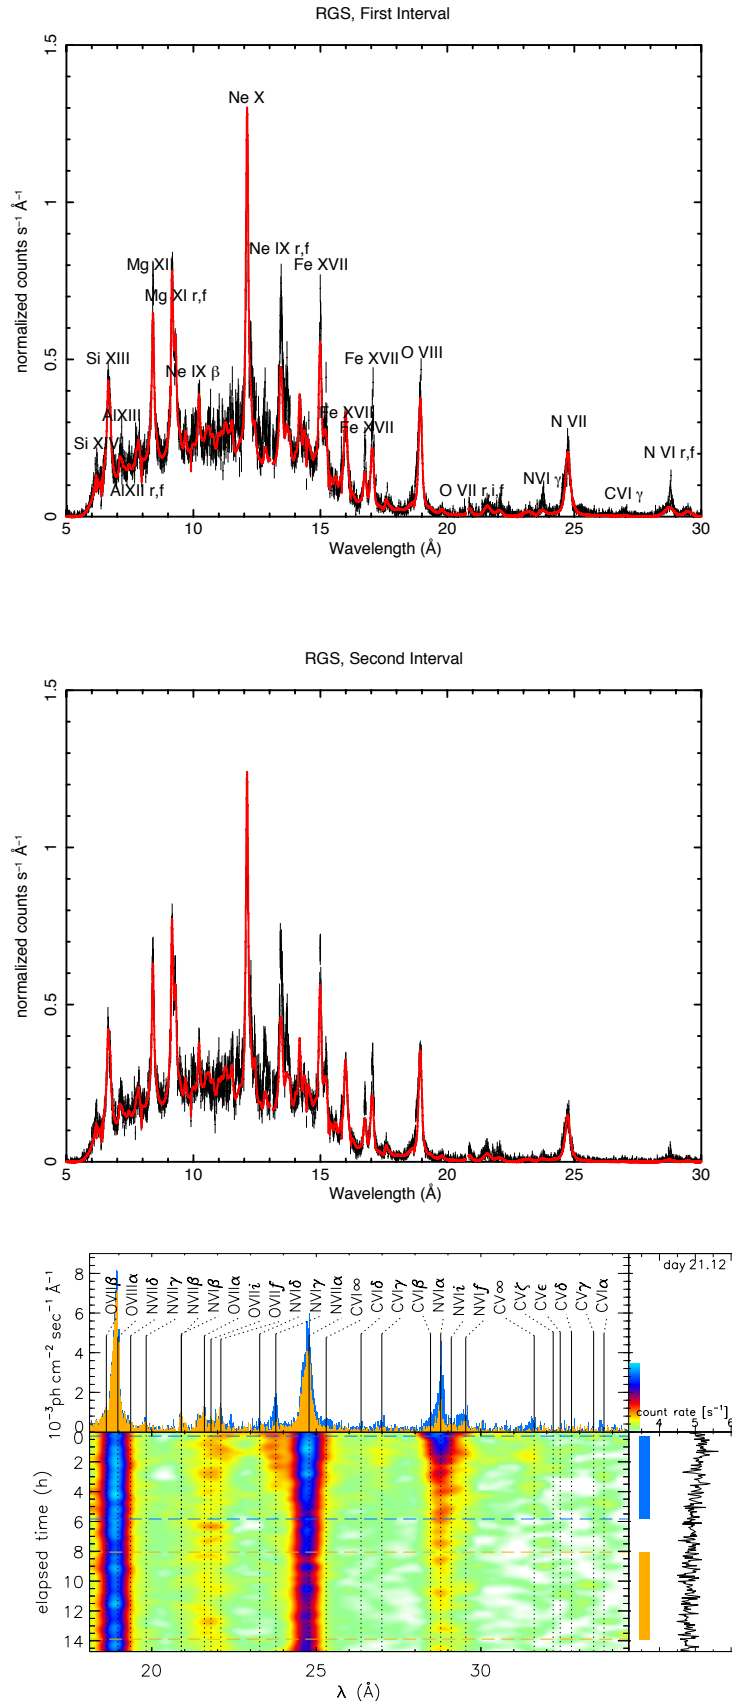 RGS, First Interval
1.5
Ne X
Ne IX r,f
Mg XII
Fe XVII
Mg XI r,f
normalized counts s⁻¹ Å⁻¹
1
Si XIII
Ne IX β
Fe XVII
O VIII
0.5
AlXIII
Fe XVII
Fe XVII
N VII
Si XIV
AlXII r,f
O VII r,i,f
NVI γ
CVI γ
N VI r,f
0
5 10 15 20 25 30
Wavelength (Å)
RGS, Second Interval
1.5
normalized counts s⁻¹ Å⁻¹
1
0.5
0
5 10 15 20 25 30
Wavelength (Å)
day 21.12
10⁻³ph cm⁻² sec⁻¹ Å⁻¹
8
6
4
2
0
OVIIβ OVIIIα NVIIδ NVIIγ NVIIβ NVIβ OVIIα OVIIi OVIIf NVIδ NVIγ NVIIα CVI∞ CVIδ CVIγ CVIβ NVIα NVIi NVIf CV∞ CVζ CVε CVδ CVγ CVIα
count rate [s⁻¹]
4 5 6
elapsed time (h)
0
2
4
6
8
10
12
14
20 25 30
λ (Å)